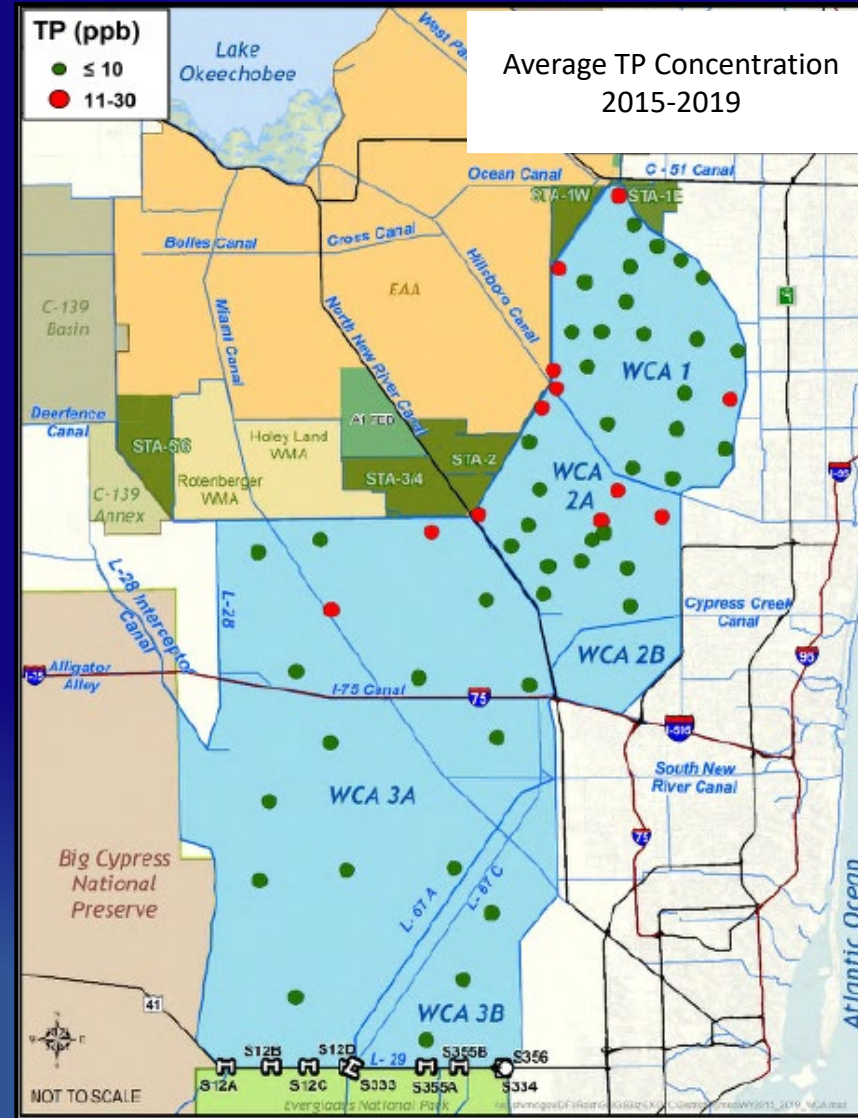 TP (ppb)
≤ 10
11-30
Average TP Concentration
2015-2019
Lake
Okeechobee
Ocean Canal
C - 51 Canal
STA-1W
STA-1E
Bolles Canal
Cross Canal
Hillsboro Canal
EAA
C-139
Basin
Miami Canal
North New River Canal
WCA 1
Deerfence
Canal
STA-5/6
Holey Land
WMA
Rotenberger
WMA
STA-3/4
STA-2
WCA
2A
C-139
Annex
L-28 Interceptor
Canal
L-28
Cypress Creek
Canal
WCA 2B
95
I-95
I-75
Alligator
Alley
I-75 Canal
75
I-595
South New
River Canal
75
WCA 3A
Big Cypress
National
Preserve
L- 67 A
L- 67 C
Atlantic Ocean
WCA 3B
41
S12A
S12B
S12C
S12D
S333
L- 29
S355A
S355B
S356
S334
NOT TO SCALE
Everglades National Park